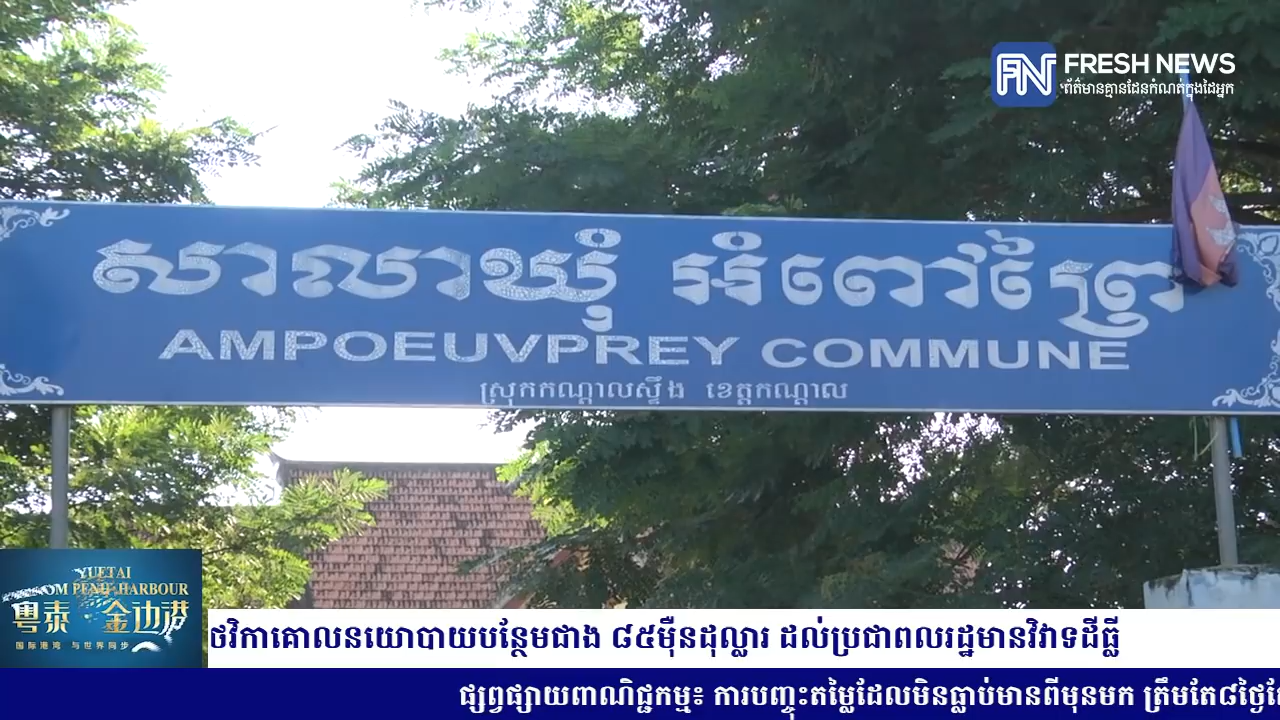 FRESH NEWS
ព័ត៌មានគ្មានដែនកំណត់ក្នុងដៃអ្នក
សាលាឃុំ អំពៅព្រៃ
AMPOEUVPREY COMMUNE
ស្រុកកណ្ដាលស្ទឹង ខេត្តកណ្ដាល
YUETAI
PENH HARBOUR
粤泰·金边港
国际港湾 与世界同步
ថវិកាគោលនយោបាយបន្ថែមជាង ៨៥ម៉ឺនដុល្លារ ដល់ប្រជាពលរដ្ឋមានវិវាទដីធ្លី
ផ្សព្វផ្សាយពាណិជ្ជកម្ម៖ ការបញ្ចុះតម្លៃដែលមិនធ្លាប់មានពីមុនមក ត្រឹមតែ៨ថ្ងៃ